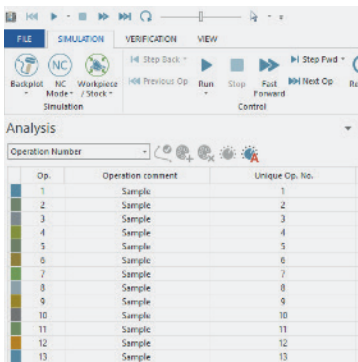 FILE SIMULATION VERIFICATION VIEW
Backplot
NC Mode
Workpiece / Stock
Step Back
Previous Op
Run
Stop
Fast Forward
Step Fwd
Next Op
Re
Simulation
Control
Analysis
Operation Number
Op. Operation comment Unique Op. No.
1 Sample 1
2 Sample 2
3 Sample 3
4 Sample 4
5 Sample 5
6 Sample 6
7 Sample 7
8 Sample 8
9 Sample 9
10 Sample 10
11 Sample 11
12 Sample 12
13 Sample 13